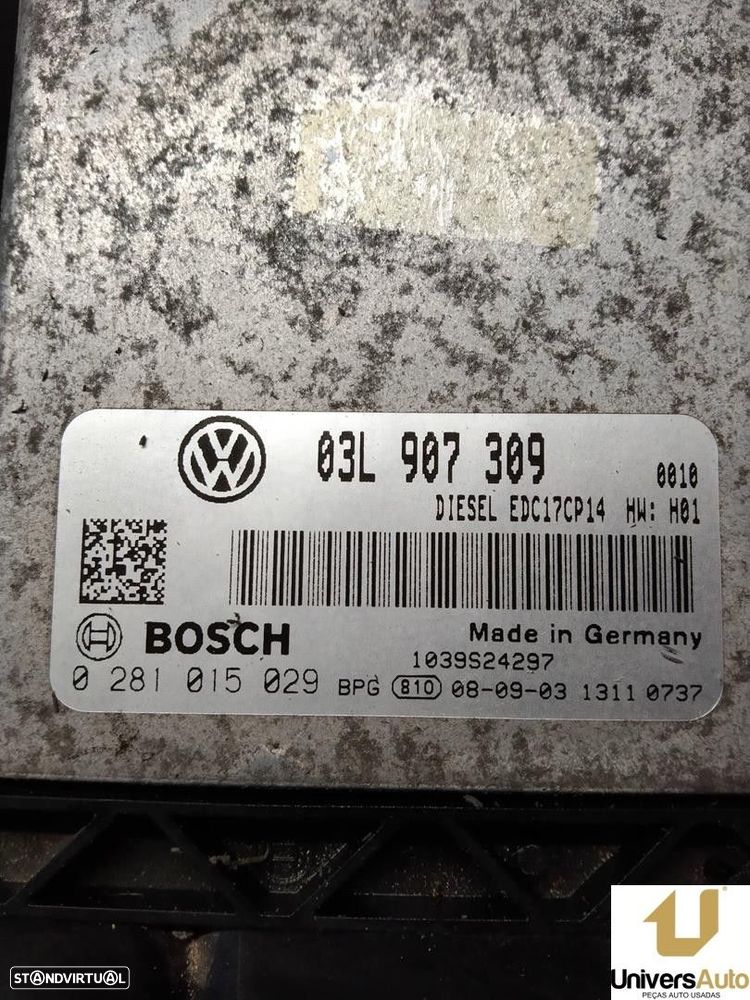 03L 907 309
0010
DIESEL EDC17CP14 HW: H01
BOSCH
Made in Germany
1039S24297
0 281 015 029 BPG 810 08-09-03 1311 0737
STANDVIRTUAL
UniversAuto
PEÇAS AUTO USADAS